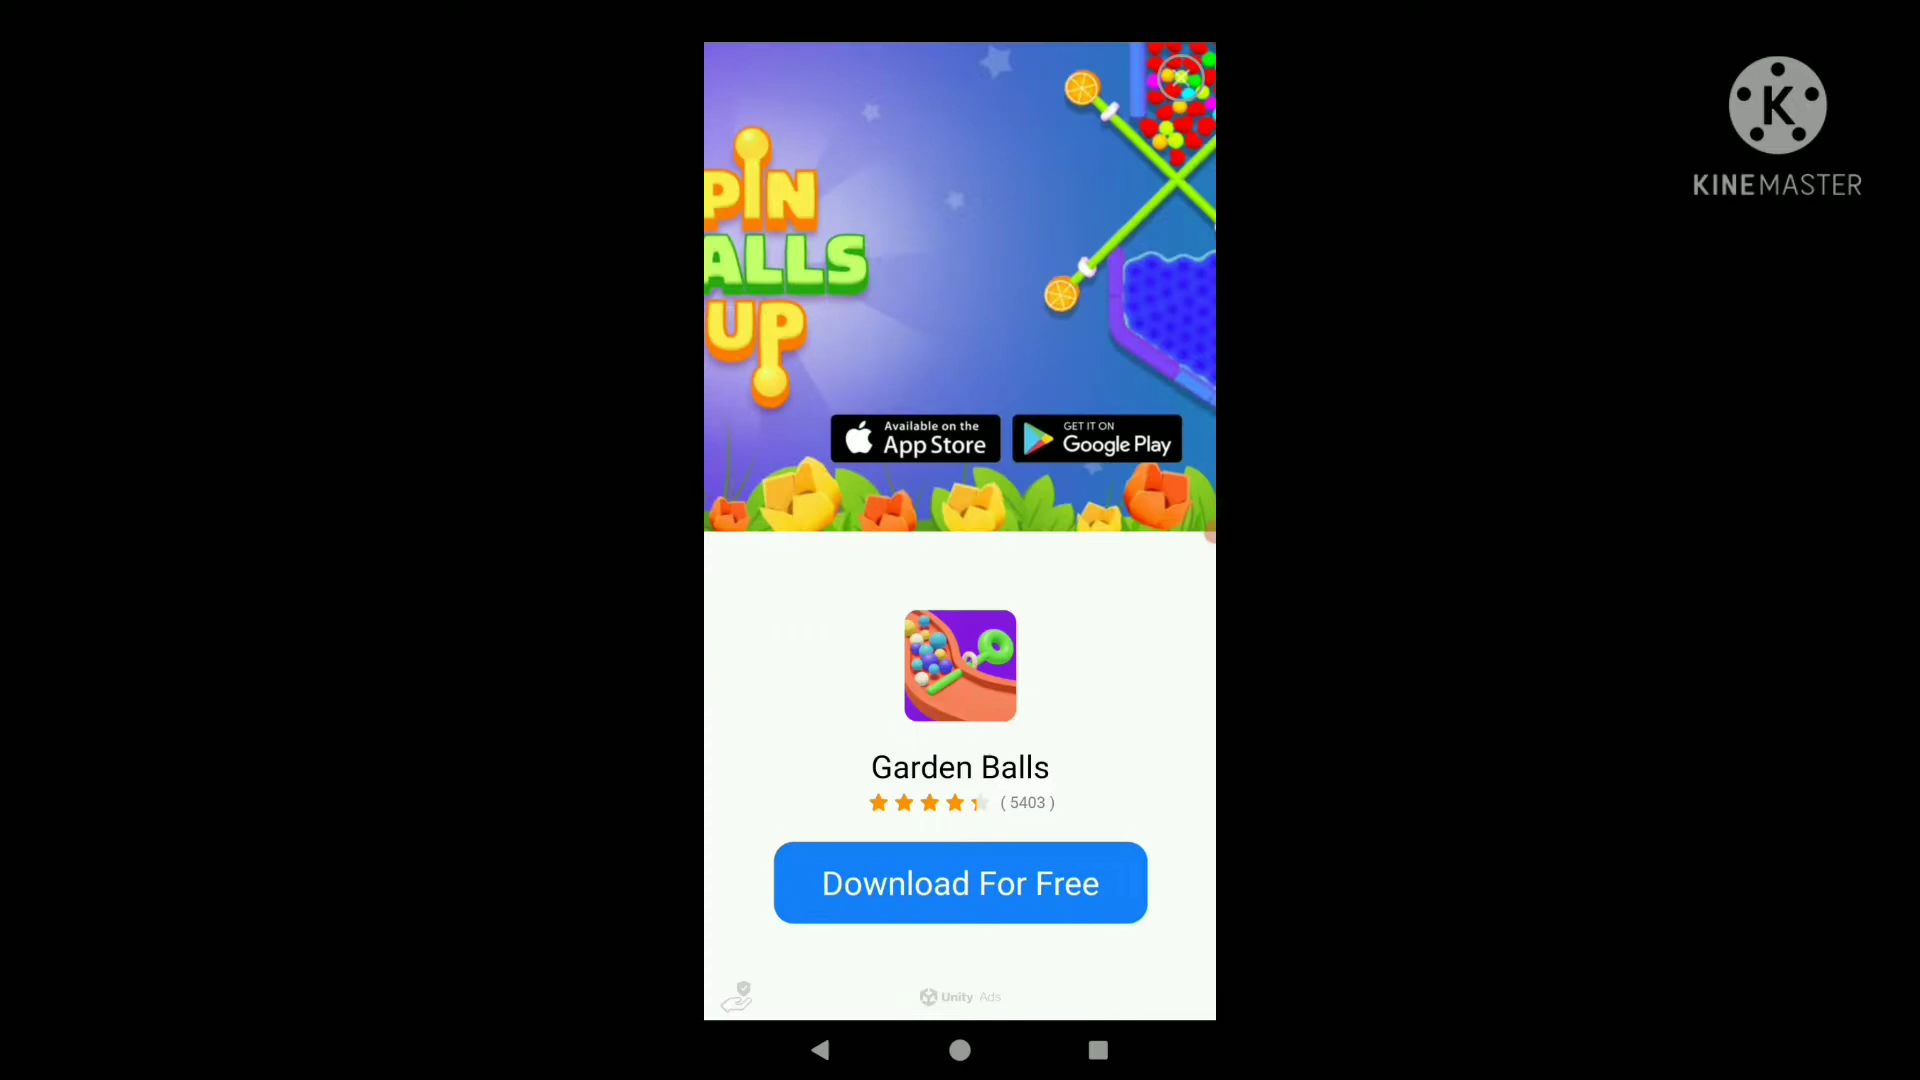 K
KINEMASTER
PIN
ALLS
UP
Available on the
App Store
GET IT ON
Google Play
Garden Balls
( 5403 )
Download For Free
Unity Ads